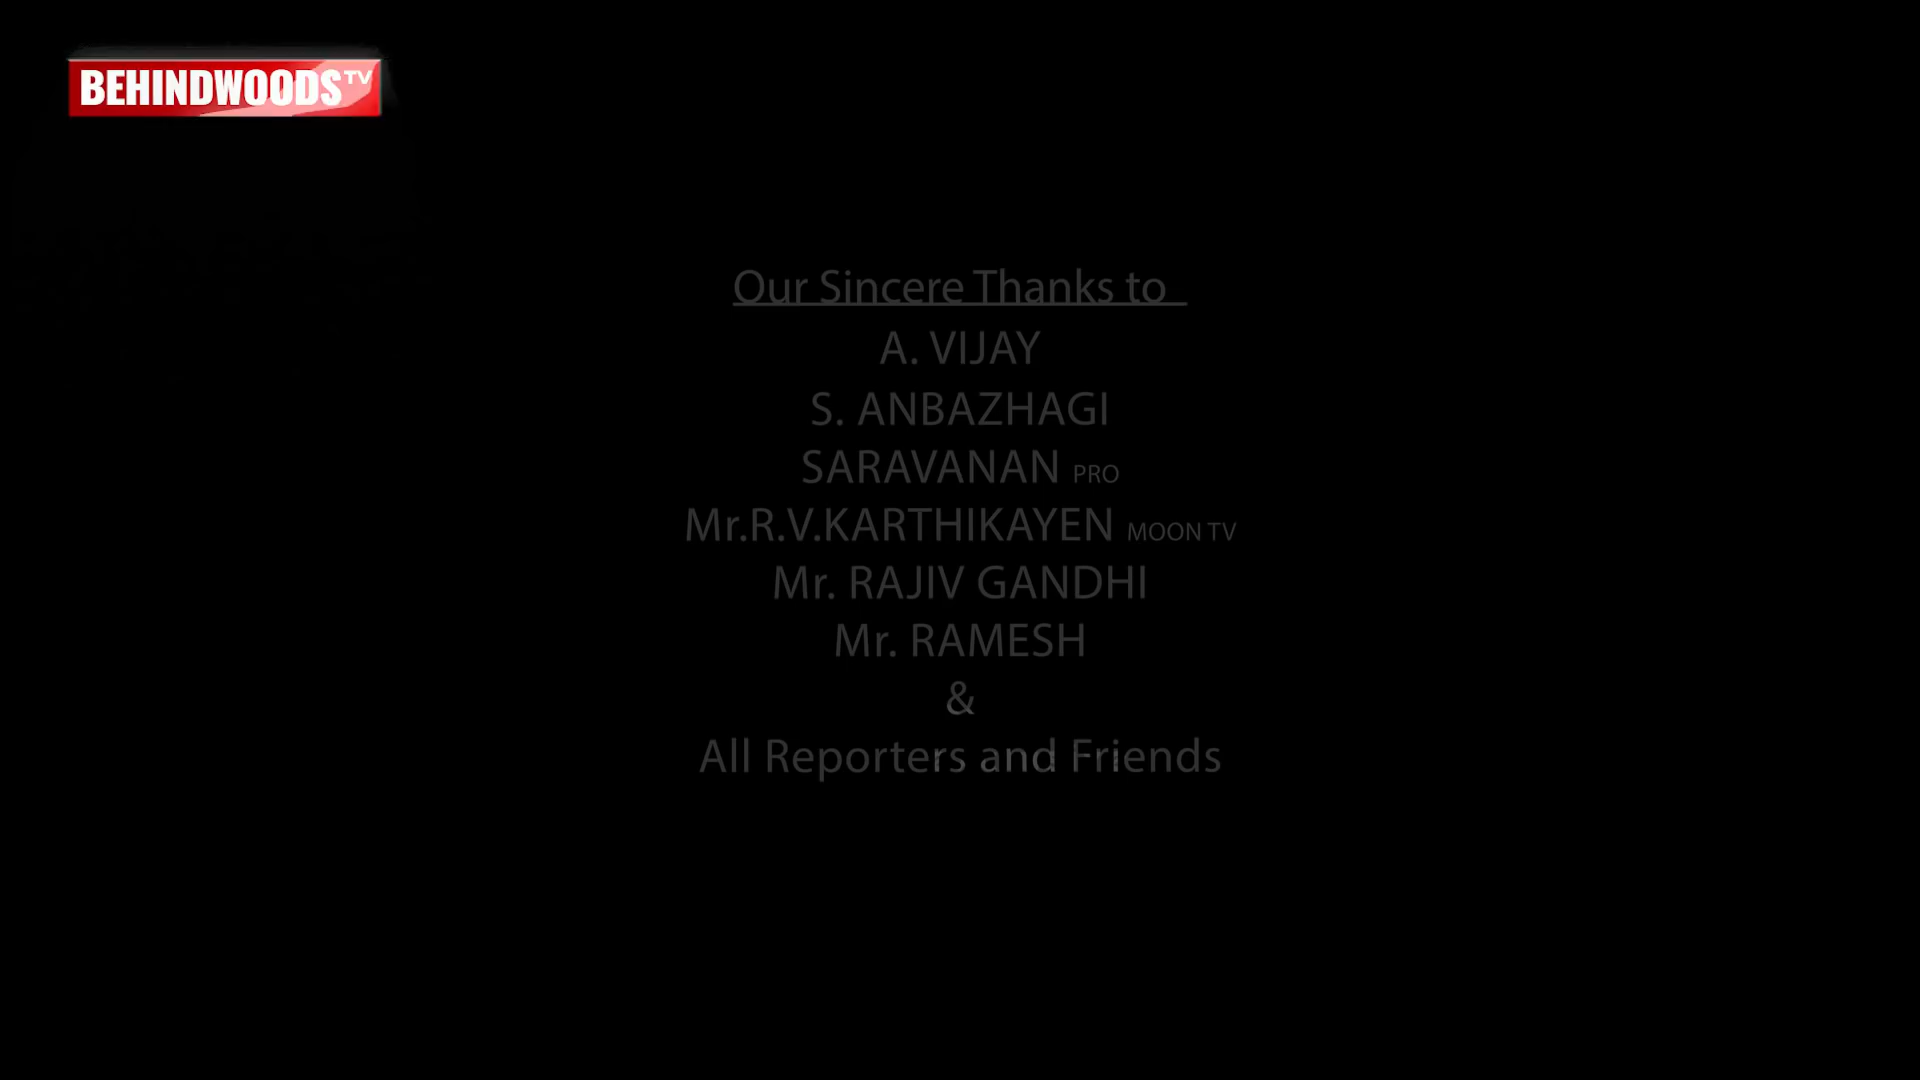 BEHINDWOODS TV
Our Sincere Thanks to
A. VIJAY
S. ANBAZHAGI
SARAVANAN PRO
Mr.R.V.KARTHIKAYEN MOON TV
Mr. RAJIV GANDHI
Mr. RAMESH
&
All Reporters and Friends